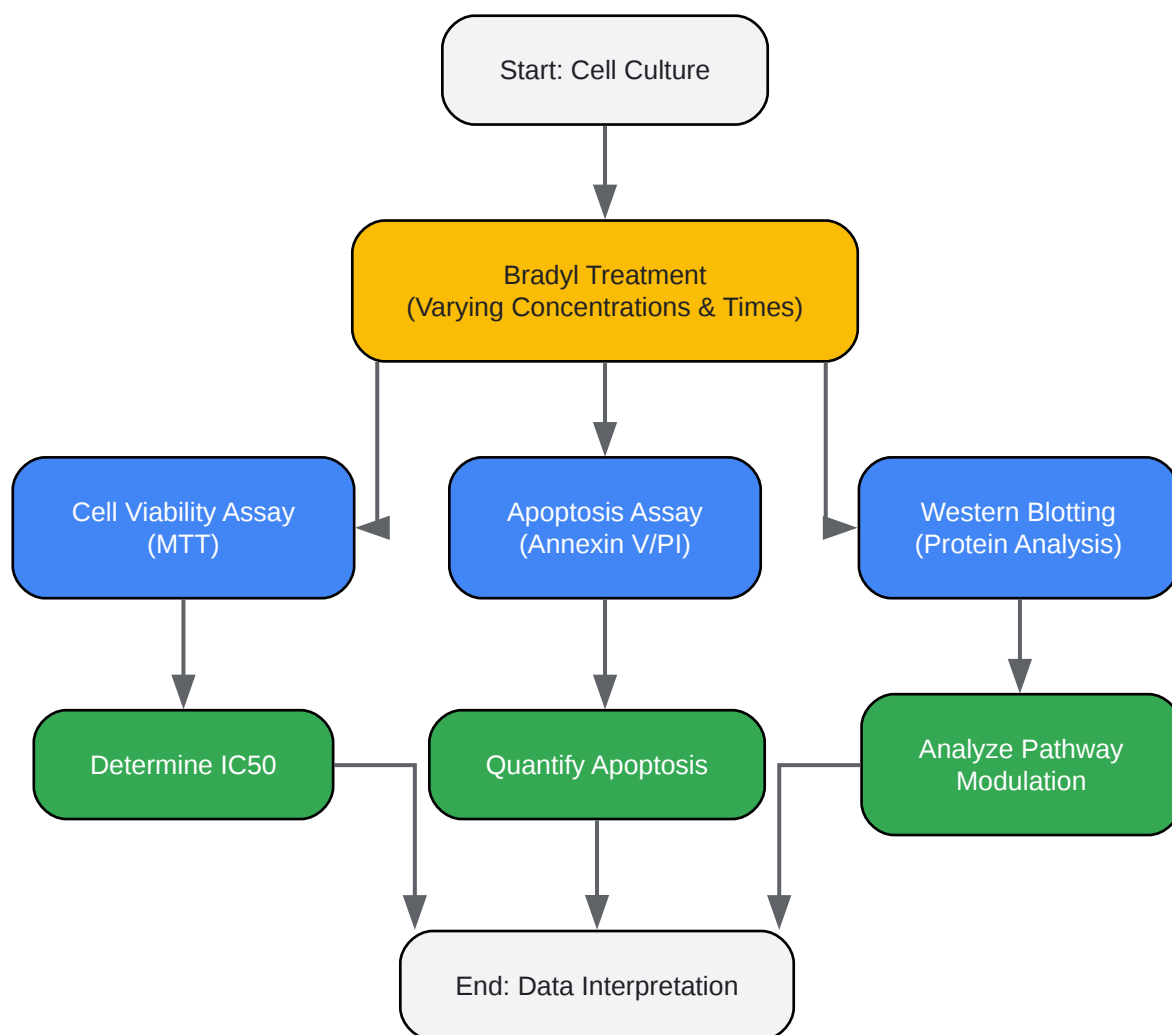 Start: Cell Culture
Bradyl Treatment
(Varying Concentrations & Times)
Cell Viability Assay
(MTT)
Apoptosis Assay
(Annexin V/PI)
Western Blotting
(Protein Analysis)
Determine IC50
Quantify Apoptosis
Analyze Pathway
Modulation
End: Data Interpretation